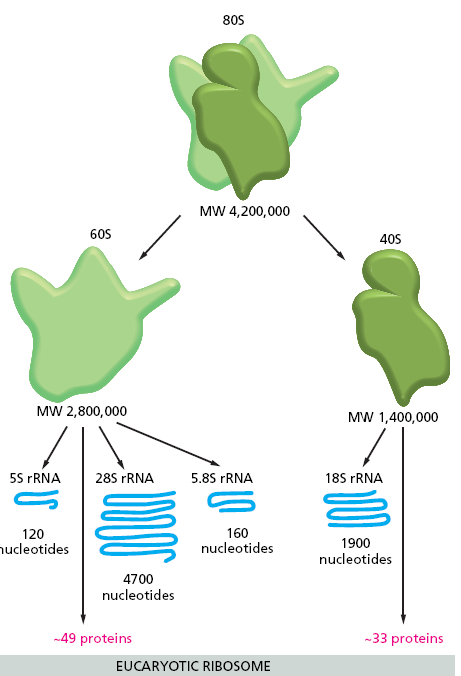 80S
MW 4,200,000
60S
40S
MW 2,800,000
MW 1,400,000
5S rRNA
28S rRNA
5.8S rRNA
18S rRNA
120
nucleotides
4700
nucleotides
160
nucleotides
1900
nucleotides
~49 proteins
~33 proteins
EUCARYOTIC RIBOSOME